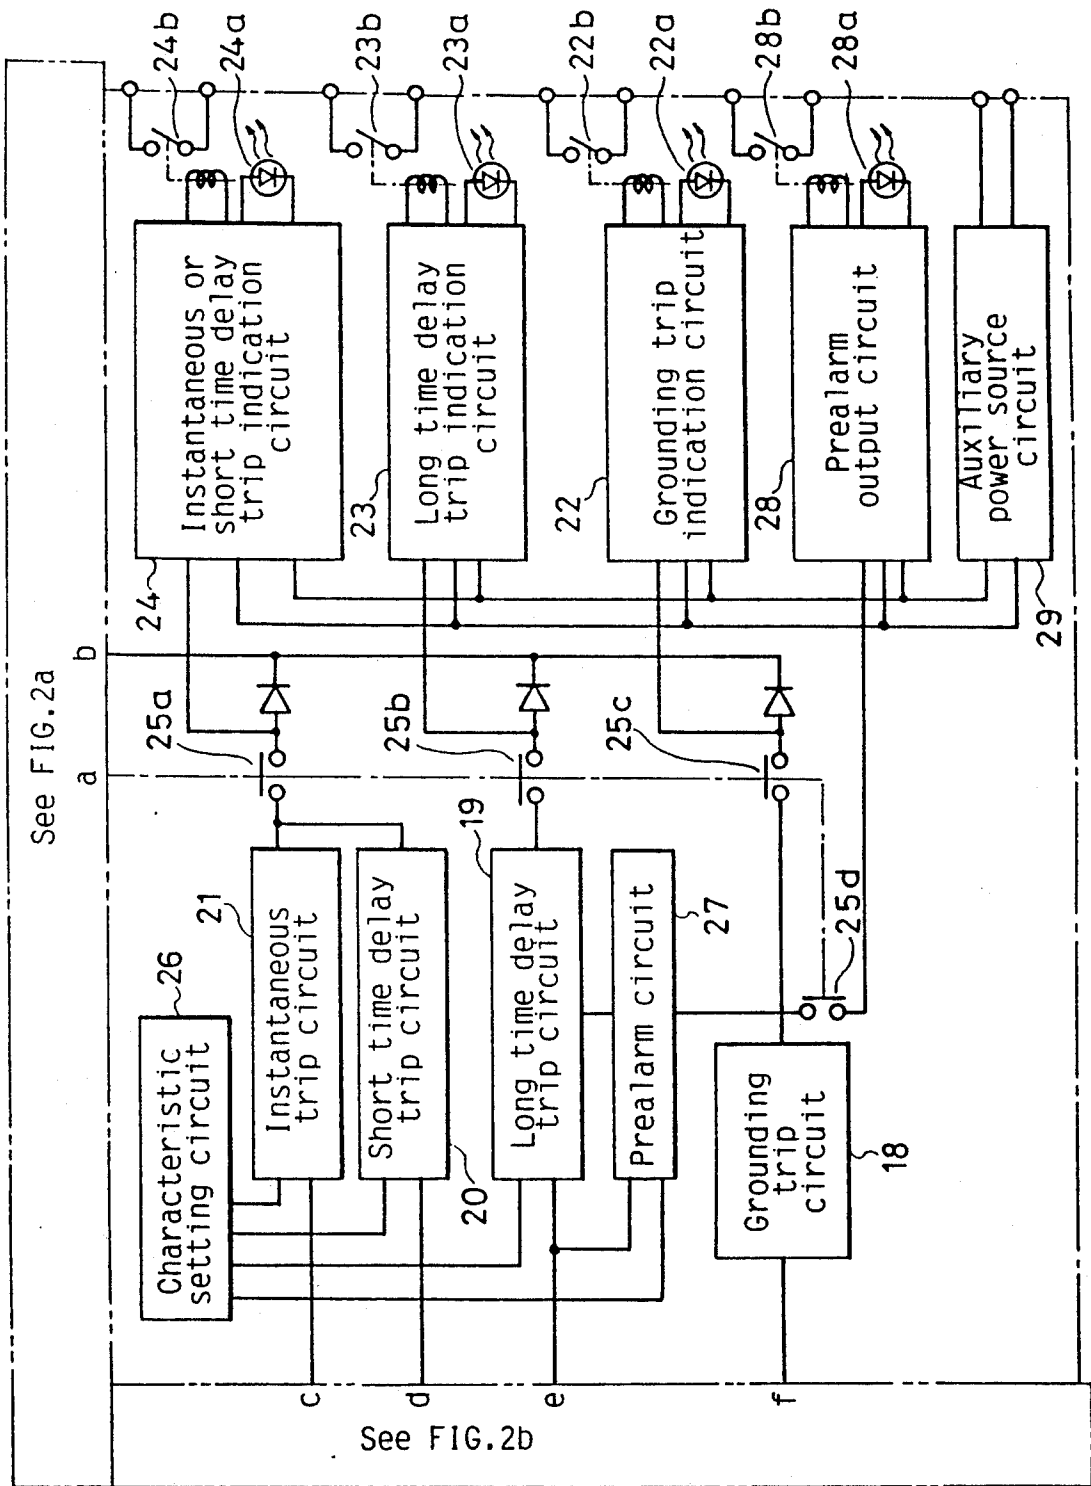 See FIG.2a
a
b
See FIG.2b
c
d
e
f
Characteristic
setting circuit
26
Instantaneous
trip circuit
21
Short time delay
trip circuit
20
Long time delay
trip circuit
19
Prealarm circuit
27
Grounding
trip
circuit
18
25a
25b
25c
25d
Instantaneous or
short time delay
trip indication
circuit
24
Long time delay
trip indication
circuit
23
Grounding trip
indication circuit
22
Prealarm
output circuit
28
Auxiliary
power source
circuit
29
24b
24a
23b
23a
22b
22a
28b
28a